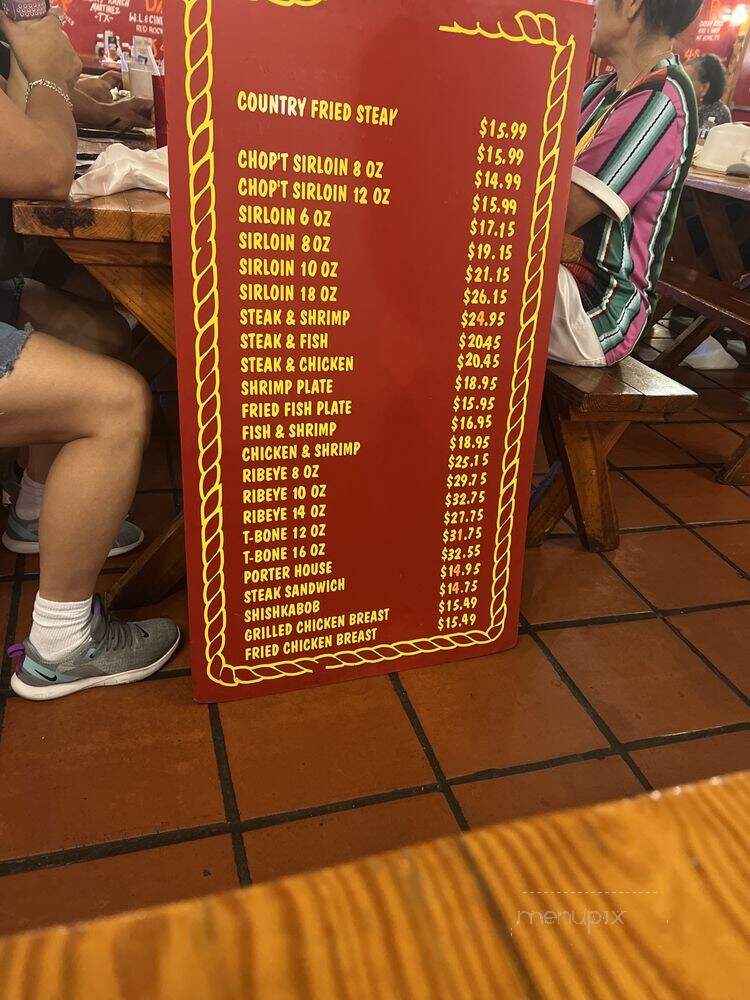 COUNTRY FRIED STEAK $15.99
$15.99
CHOP'T SIRLOIN 8 OZ $14.99
CHOP'T SIRLOIN 12 OZ $15.99
SIRLOIN 6 OZ $17.15
SIRLOIN 8 OZ $19.15
SIRLOIN 10 OZ $21.15
SIRLOIN 18 OZ $26.15
STEAK & SHRIMP $24.95
STEAK & FISH $20.45
STEAK & CHICKEN $20.45
SHRIMP PLATE $18.95
FRIED FISH PLATE $15.95
FISH & SHRIMP $16.95
CHICKEN & SHRIMP $18.95
RIBEYE 8 OZ $25.15
RIBEYE 10 OZ $29.75
RIBEYE 14 OZ $32.75
T-BONE 12 OZ $27.75
T-BONE 16 OZ $31.75
PORTER HOUSE $32.55
STEAK SANDWICH $14.95
SHISHKABOB $14.75
GRILLED CHICKEN BREAST $15.49
FRIED CHICKEN BREAST $15.49
menupix